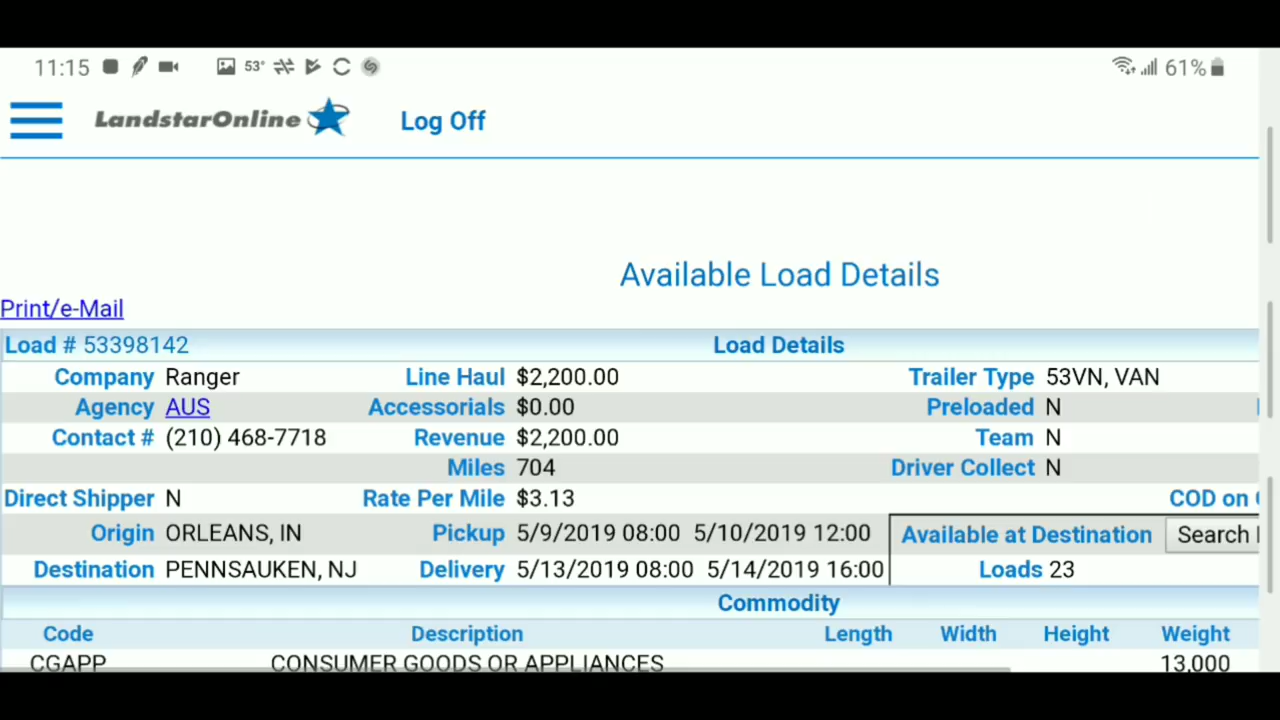 11:15 53° 61%
LandstarOnline Log Off
Available Load Details
Print/e-Mail
Load # 53398142 Load Details
Company Ranger Line Haul $2,200.00 Trailer Type 53VN, VAN
Agency AUS Accessorials $0.00 Preloaded N
Contact # (210) 468-7718 Revenue $2,200.00 Team N
Miles 704 Driver Collect N
Direct Shipper N Rate Per Mile $3.13 COD on
Origin ORLEANS, IN Pickup 5/9/2019 08:00 5/10/2019 12:00 Available at Destination Search
Destination PENNSAUKEN, NJ Delivery 5/13/2019 08:00 5/14/2019 16:00 Loads 23
Commodity
Code Description Length Width Height Weight
CGAPP CONSUMER GOODS OR APPLIANCES 13,000